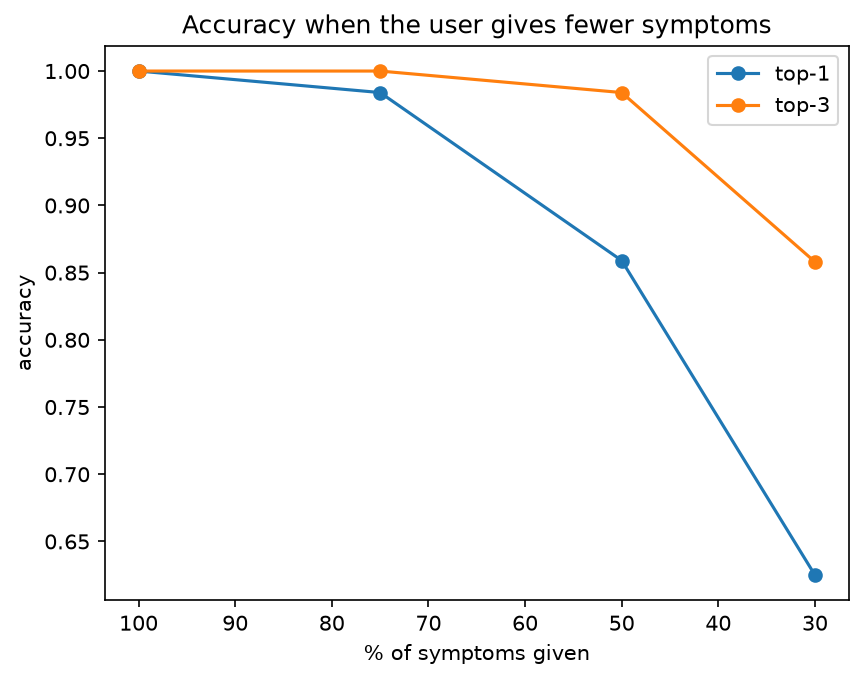 Accuracy when the user gives fewer symptoms
top-1
top-3
1.00
0.95
0.90
0.85
0.80
0.75
0.70
0.65
accuracy
100 90 80 70 60 50 40 30
% of symptoms given